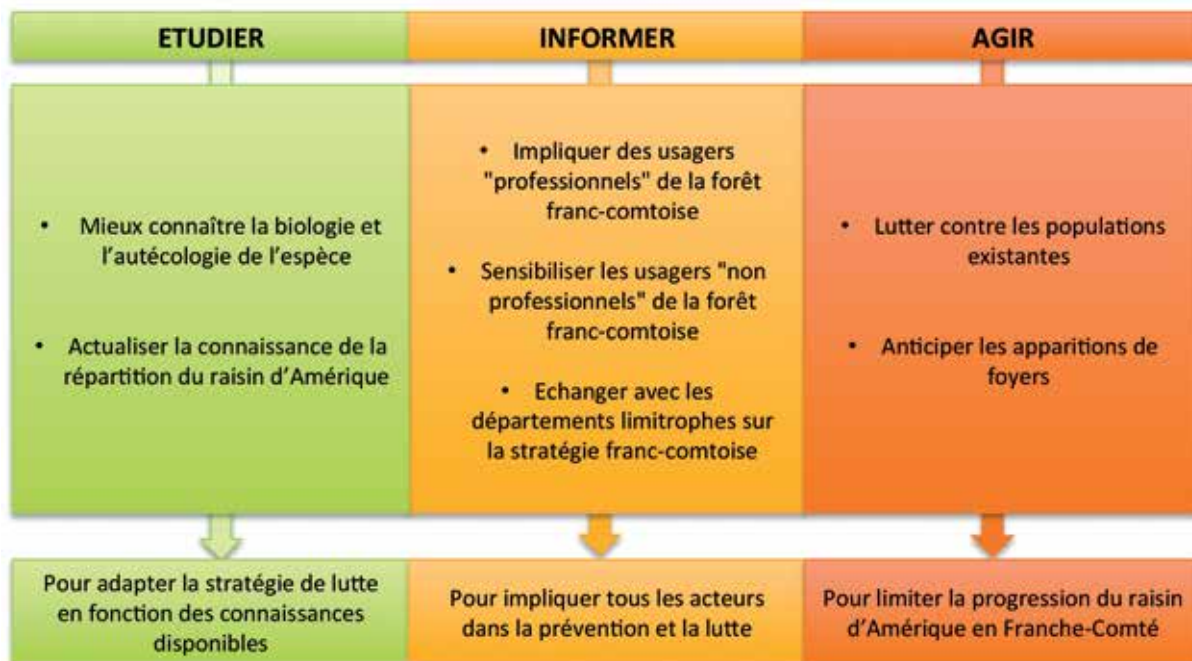 ETUDIER
INFORMER
AGIR
• Mieux connaître la biologie et
l'autécologie de l'espèce
• Actualiser la connaissance de la
répartition du raisin d'Amérique
• Impliquer des usagers
"professionnels" de la forêt
franc-comtoise
• Sensibiliser les usagers "non
professionnels" de la forêt
franc-comtoise
• Echanger avec les
départements limitrophes sur
la stratégie franc-comtoise
• Lutter contre les populations
existantes
• Anticiper les apparitions de
foyers
Pour adapter la stratégie de lutte
en fonction des connaissances
disponibles
Pour impliquer tous les acteurs
dans la prévention et la lutte
Pour limiter la progression du raisin
d'Amérique en Franche-Comté